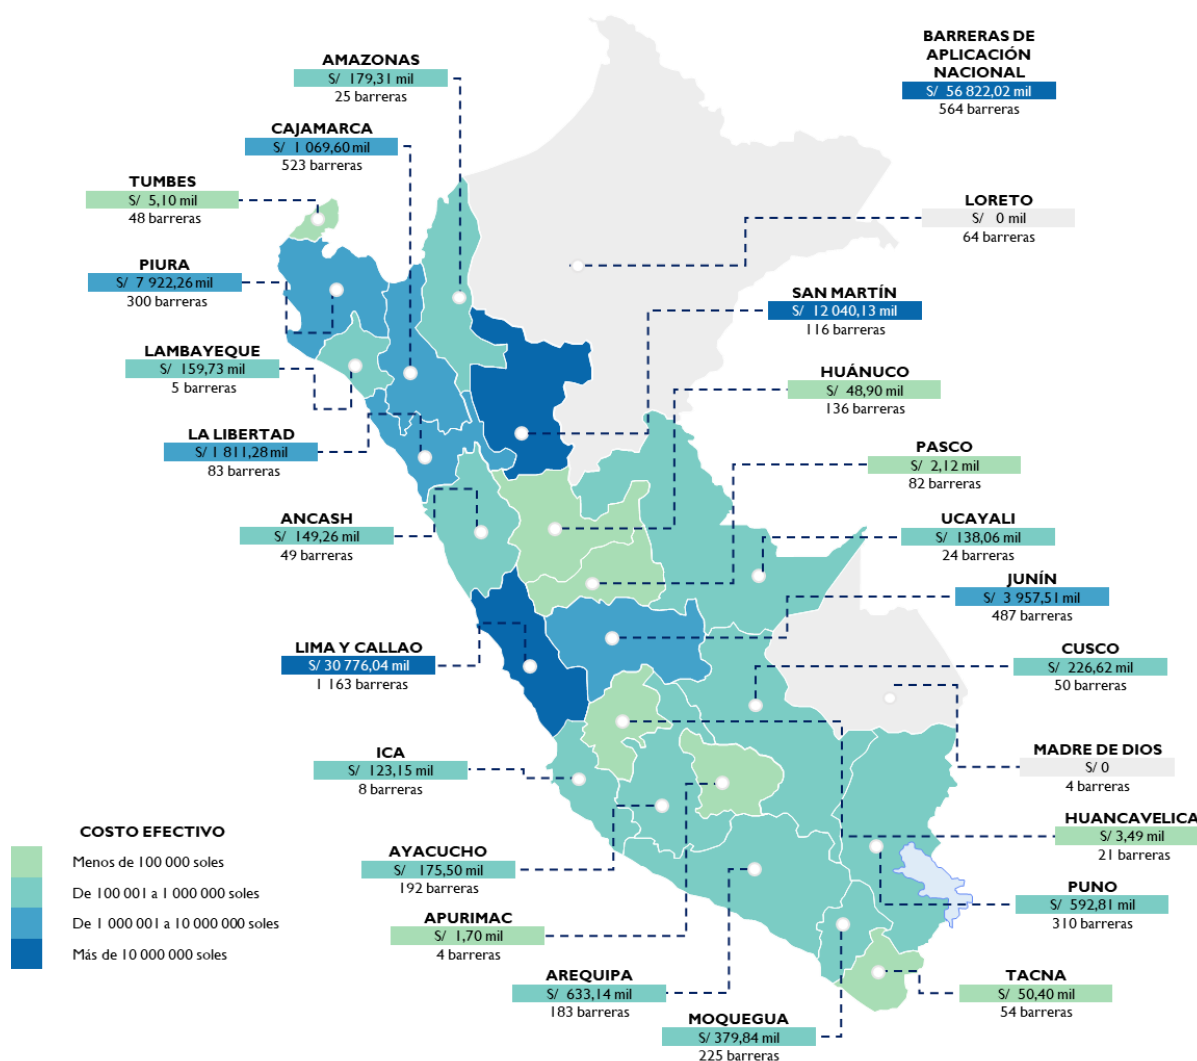 BARRERAS DE
APLICACIÓN
NACIONAL
S/ 56 822,02 mil
564 barreras
AMAZONAS
S/ 179,31 mil
25 barreras
CAJAMARCA
S/ 1 069,60 mil
523 barreras
TUMBES
S/ 5,10 mil
48 barreras
LORETO
S/ 0 mil
64 barreras
PIURA
S/ 7 922,26 mil
300 barreras
SAN MARTÍN
S/ 12 040,13 mil
116 barreras
LAMBAYEQUE
S/ 159,73 mil
5 barreras
HUÁNUCO
S/ 48,90 mil
136 barreras
LA LIBERTAD
S/ 1 811,28 mil
83 barreras
PASCO
S/ 2,12 mil
82 barreras
ANCASH
S/ 149,26 mil
49 barreras
UCAYALI
S/ 138,06 mil
24 barreras
JUNÍN
S/ 3 957,51 mil
487 barreras
LIMA Y CALLAO
S/ 30 776,04 mil
1 163 barreras
CUSCO
S/ 226,62 mil
50 barreras
ICA
S/ 123,15 mil
8 barreras
MADRE DE DIOS
S/ 0
4 barreras
HUANCAVELICA
S/ 3,49 mil
21 barreras
COSTO EFECTIVO
Menos de 100 000 soles
De 100 001 a 1 000 000 soles
De 1 000 001 a 10 000 000 soles
Más de 10 000 000 soles
AYACUCHO
S/ 175,50 mil
192 barreras
PUNO
S/ 592,81 mil
310 barreras
APURIMAC
S/ 1,70 mil
4 barreras
AREQUIPA
S/ 633,14 mil
183 barreras
TACNA
S/ 50,40 mil
54 barreras
MOQUEGUA
S/ 379,84 mil
225 barreras